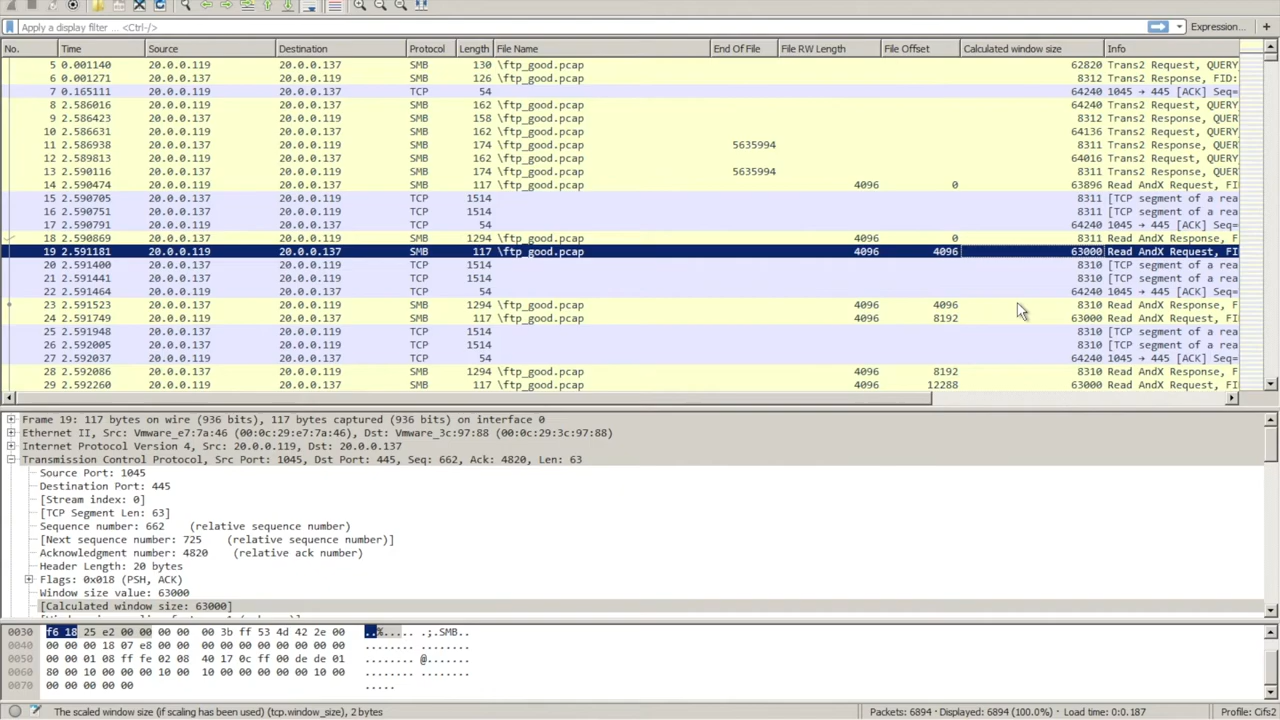 Apply a display filter ... <Ctrl-/> Expression... +
No. Time Source Destination Protocol Length File Name End Of File File RW Length File Offset Calculated window size Info
5 0.001140 20.0.0.119 20.0.0.137 SMB 130 \ftp_good.pcap 62820 Trans2 Request, QUERY
6 0.001271 20.0.0.137 20.0.0.119 SMB 126 \ftp_good.pcap 8312 Trans2 Response, FID:
7 0.165111 20.0.0.119 20.0.0.137 TCP 54 64240 1045 → 445 [ACK] Seq=
8 2.586016 20.0.0.119 20.0.0.137 SMB 162 \ftp_good.pcap 64240 Trans2 Request, QUERY
9 2.586423 20.0.0.137 20.0.0.119 SMB 158 \ftp_good.pcap 8312 Trans2 Response, QUER
10 2.586631 20.0.0.119 20.0.0.137 SMB 162 \ftp_good.pcap 64136 Trans2 Request, QUERY
11 2.586938 20.0.0.137 20.0.0.119 SMB 174 \ftp_good.pcap 5635994 8311 Trans2 Response, QUER
12 2.589813 20.0.0.119 20.0.0.137 SMB 162 \ftp_good.pcap 64016 Trans2 Request, QUERY
13 2.590116 20.0.0.137 20.0.0.119 SMB 174 \ftp_good.pcap 5635994 8311 Trans2 Response, QUER
14 2.590474 20.0.0.119 20.0.0.137 SMB 117 \ftp_good.pcap 4096 0 63896 Read AndX Request, FI
15 2.590705 20.0.0.137 20.0.0.119 TCP 1514 8311 [TCP segment of a rea
16 2.590751 20.0.0.137 20.0.0.119 TCP 1514 8311 [TCP segment of a rea
17 2.590791 20.0.0.119 20.0.0.137 TCP 54 64240 1045 → 445 [ACK] Seq=
18 2.590869 20.0.0.137 20.0.0.119 SMB 1294 \ftp_good.pcap 4096 0 8311 Read AndX Response, F
19 2.591181 20.0.0.119 20.0.0.137 SMB 117 \ftp_good.pcap 4096 4096 63000 Read AndX Request, FI
20 2.591400 20.0.0.137 20.0.0.119 TCP 1514 8310 [TCP segment of a rea
21 2.591441 20.0.0.137 20.0.0.119 TCP 1514 8310 [TCP segment of a rea
22 2.591464 20.0.0.119 20.0.0.137 TCP 54 64240 1045 → 445 [ACK] Seq=
23 2.591523 20.0.0.137 20.0.0.119 SMB 1294 \ftp_good.pcap 4096 4096 8310 Read AndX Response, F
24 2.591749 20.0.0.119 20.0.0.137 SMB 117 \ftp_good.pcap 4096 8192 63000 Read AndX Request, FI
25 2.591948 20.0.0.137 20.0.0.119 TCP 1514 8310 [TCP segment of a rea
26 2.592005 20.0.0.137 20.0.0.119 TCP 1514 8310 [TCP segment of a rea
27 2.592037 20.0.0.119 20.0.0.137 TCP 54 64240 1045 → 445 [ACK] Seq=
28 2.592086 20.0.0.137 20.0.0.119 SMB 1294 \ftp_good.pcap 4096 8192 8310 Read AndX Response, F
29 2.592260 20.0.0.119 20.0.0.137 SMB 117 \ftp_good.pcap 4096 12288 63000 Read AndX Request, FI
Frame 19: 117 bytes on wire (936 bits), 117 bytes captured (936 bits) on interface 0
Ethernet II, Src: Vmware_e7:7a:46 (00:0c:29:e7:7a:46), Dst: Vmware_3c:97:88 (00:0c:29:3c:97:88)
Internet Protocol Version 4, Src: 20.0.0.119, Dst: 20.0.0.137
Transmission Control Protocol, Src Port: 1045, Dst Port: 445, Seq: 662, Ack: 4820, Len: 63
Source Port: 1045
Destination Port: 445
[Stream index: 0]
[TCP Segment Len: 63]
Sequence number: 662 (relative sequence number)
[Next sequence number: 725 (relative sequence number)]
Acknowledgment number: 4820 (relative ack number)
Header Length: 20 bytes
Flags: 0x018 (PSH, ACK)
Window size value: 63000
[Calculated window size: 63000]
0030 f6 18 25 e2 00 00 00 00 00 3b ff 53 4d 42 2e 00 ..%..... .;.SMB..
0040 00 00 00 18 07 e8 00 00 00 00 00 00 00 00 00 00 ........ ........
0050 00 00 01 08 ff fe 02 08 40 17 0c ff 00 de de 01 ........ @.......
0060 80 00 10 00 00 00 10 00 10 00 00 00 00 00 10 00 ........ ........
0070 00 00 00 00 00 .....
The scaled window size (if scaling has been used) (tcp.window_size), 2 bytes Packets: 6894 · Displayed: 6894 (100.0%) · Load time: 0:0.187 Profile: Cifs2